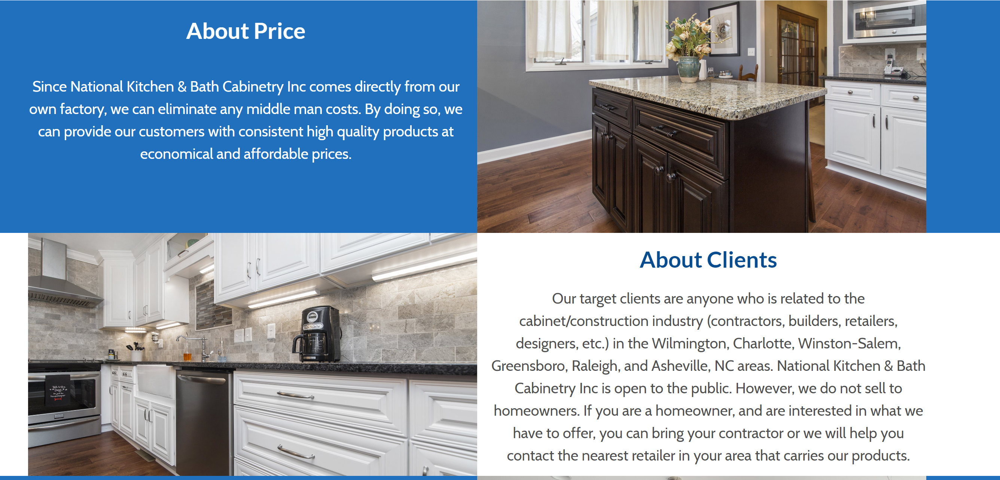 About Price
Since National Kitchen & Bath Cabinetry Inc comes directly from our
own factory, we can eliminate any middle man costs. By doing so, we
can provide our customers with consistent high quality products at
economical and affordable prices.
Talk to the
Dog..
I'm just the
housekeeper
About Clients
Our target clients are anyone who is related to the
cabinet/construction industry (contractors, builders, retailers,
designers, etc.) in the Wilmington, Charlotte, Winston-Salem,
Greensboro, Raleigh, and Asheville, NC areas. National Kitchen & Bath
Cabinetry Inc is open to the public. However, we do not sell to
homeowners. If you are a homeowner, and are interested in what we
have to offer, you can bring your contractor or we will help you
contact the nearest retailer in your area that carries our products.